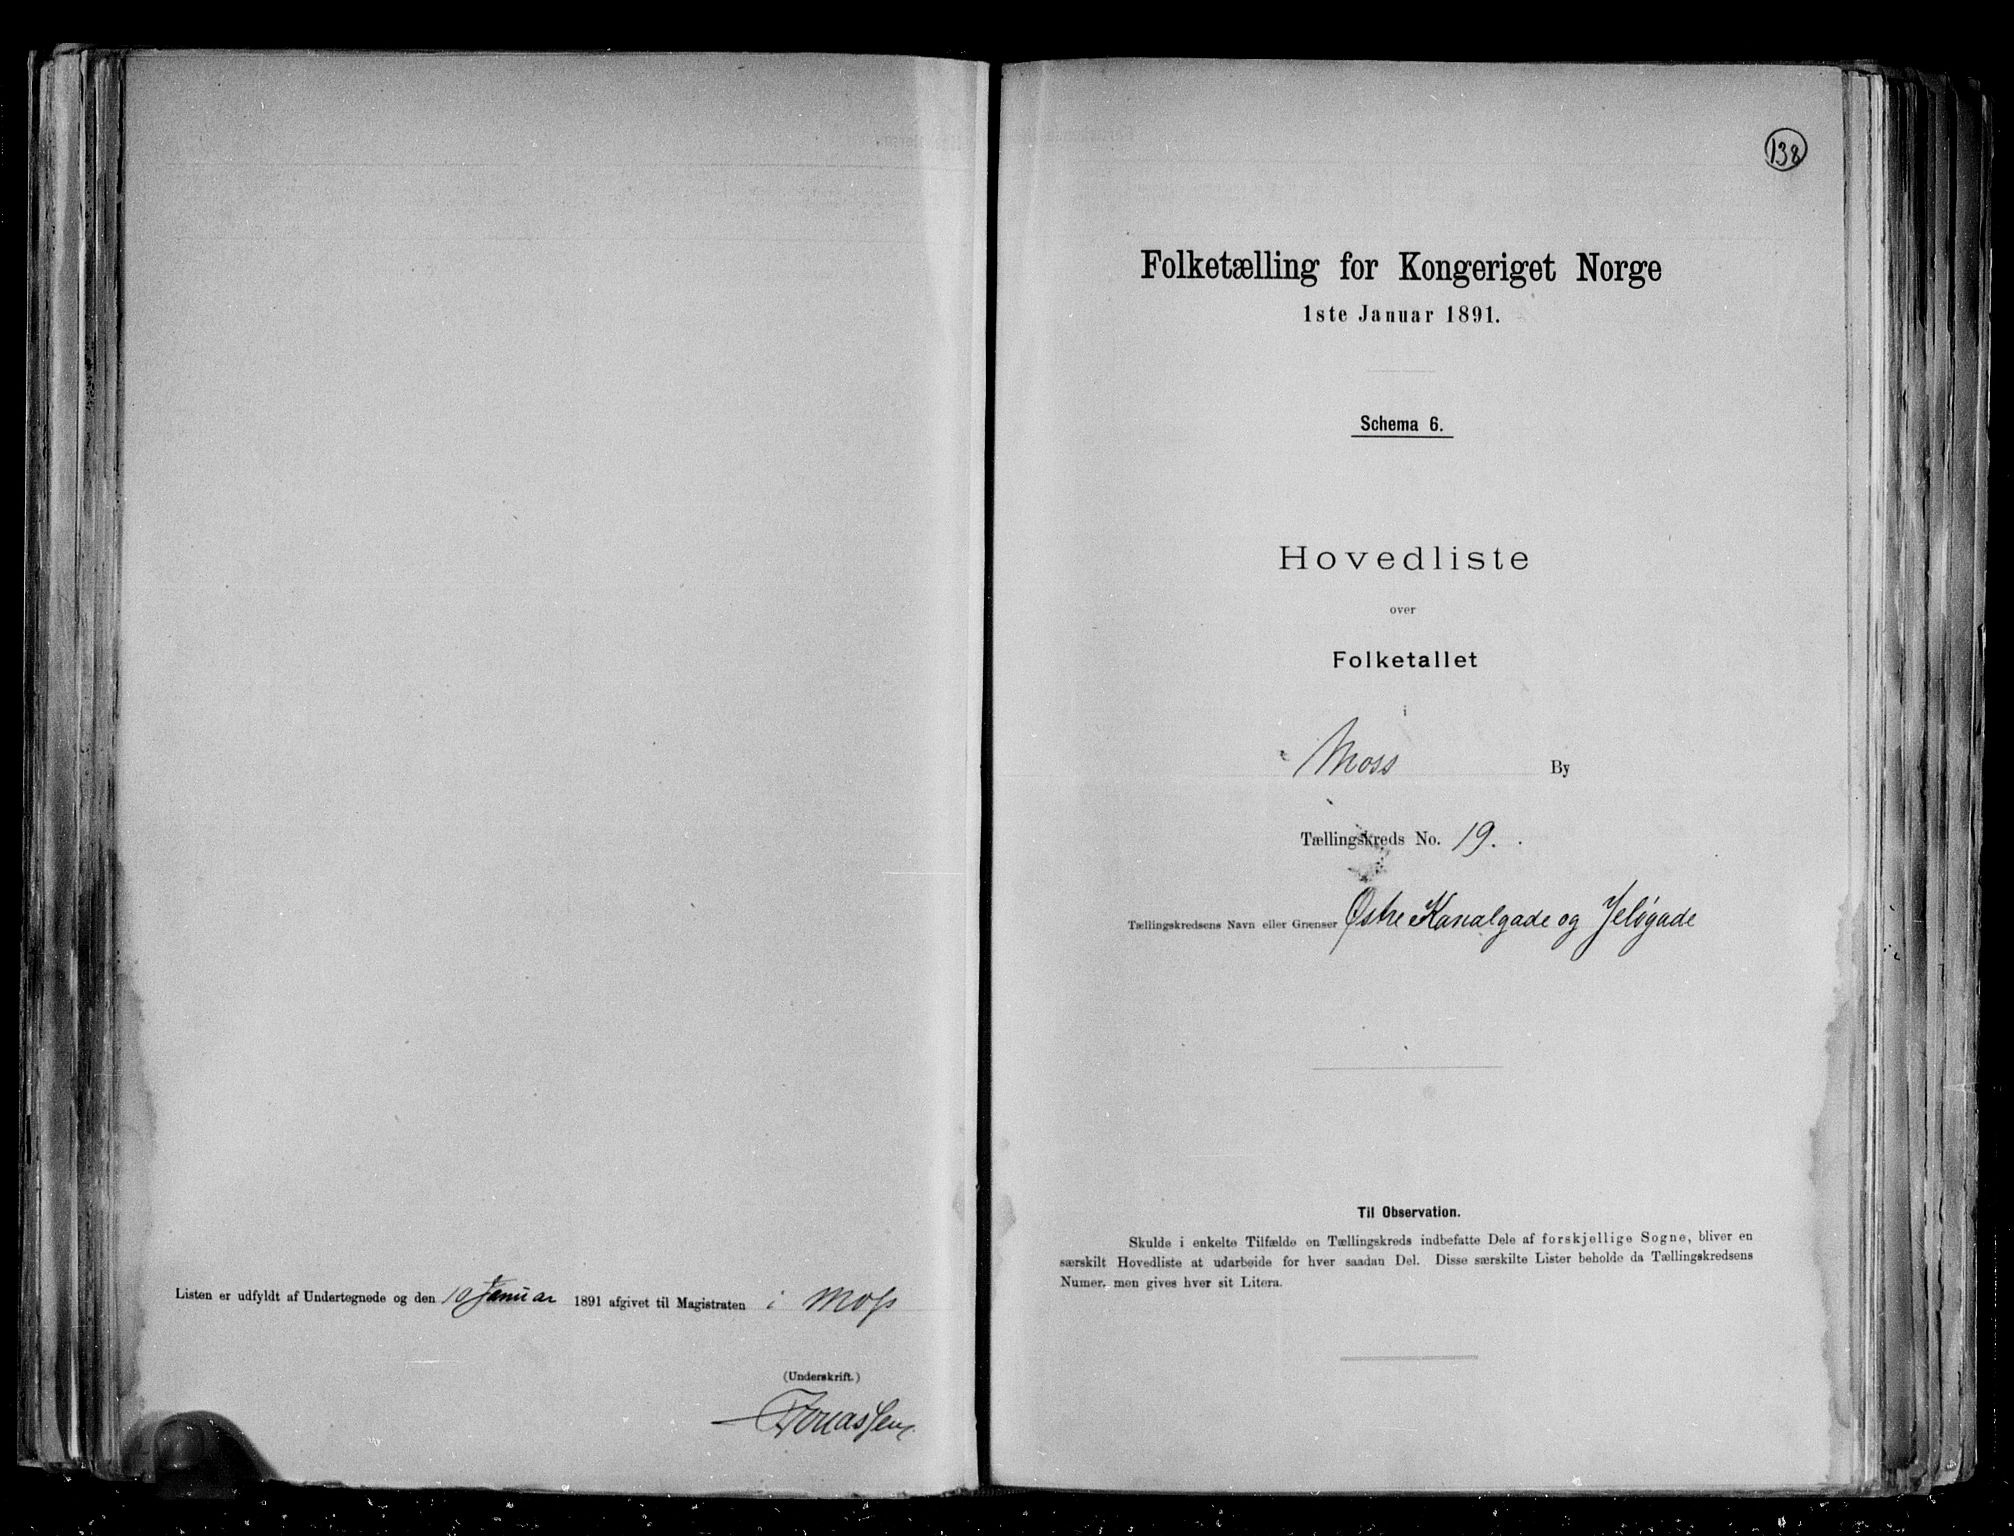 Listen er udfyldt af Undertegnede og den 19 Januar 1891 afgivet til Magistraten i Moss
(Underskrift.)
138
Folketælling for Kongeriget Norge
1ste Januar 1891.
Schema 6.
Hovedliste
over
Folketallet
i
Moss By
Tællingskreds No. 19.
Tællingskredsens Navn eller Grænser Østre Kanalgade og Jeløgade
Til Observation.
Skulde i enkelte Tilfælde en Tællingskreds indbefatte Dele af forskjellige Sogne, bliver en
særskilt Hovedliste at udarbeide for hver saadan Del. Disse særskilte Lister beholde da Tællingskredsens
Numer, men gives hver sit Litera.